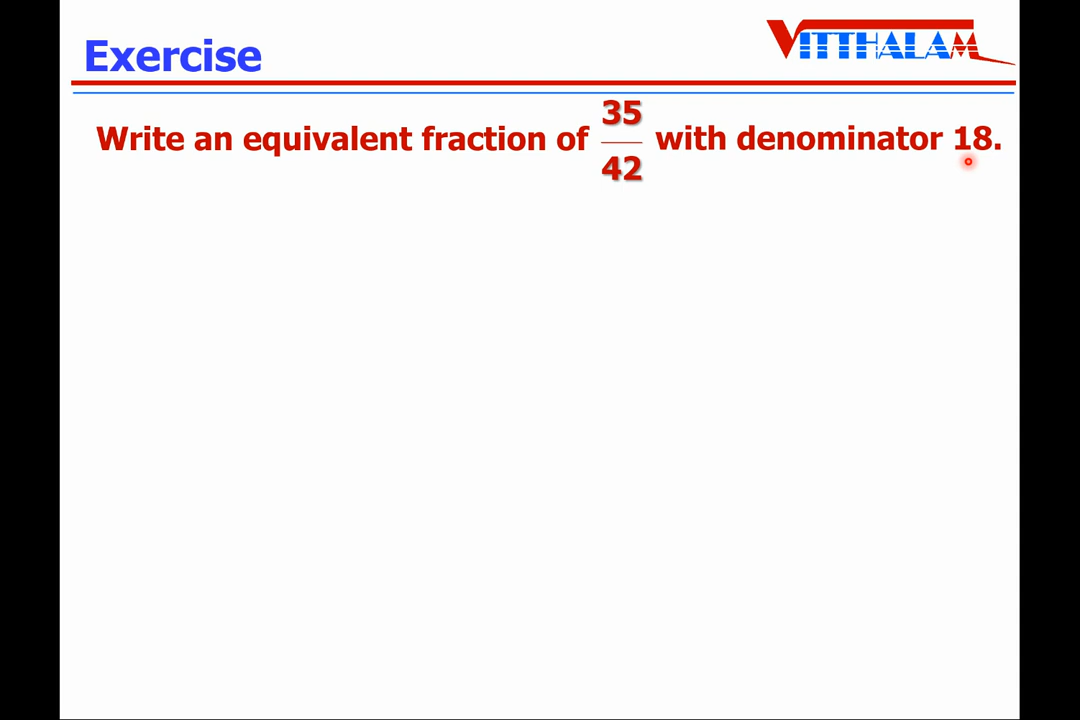 Exercise
VITTHALAM
Write an equivalent fraction of 35/42 with denominator 18.